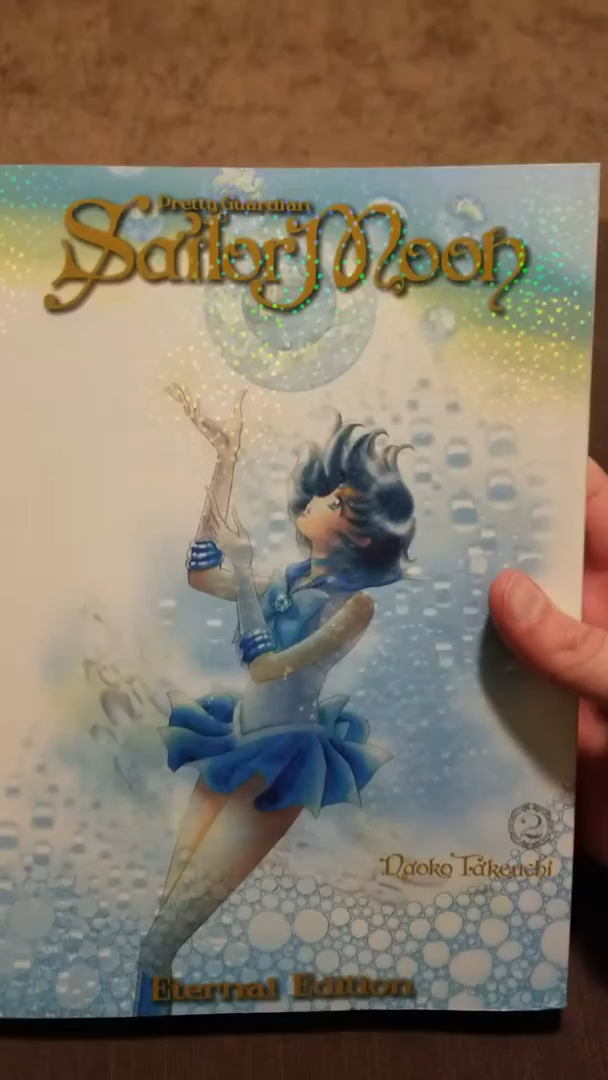 Pretty Guardian
Sailor Moon
2
Naoko Takeuchi
Eternal Edition